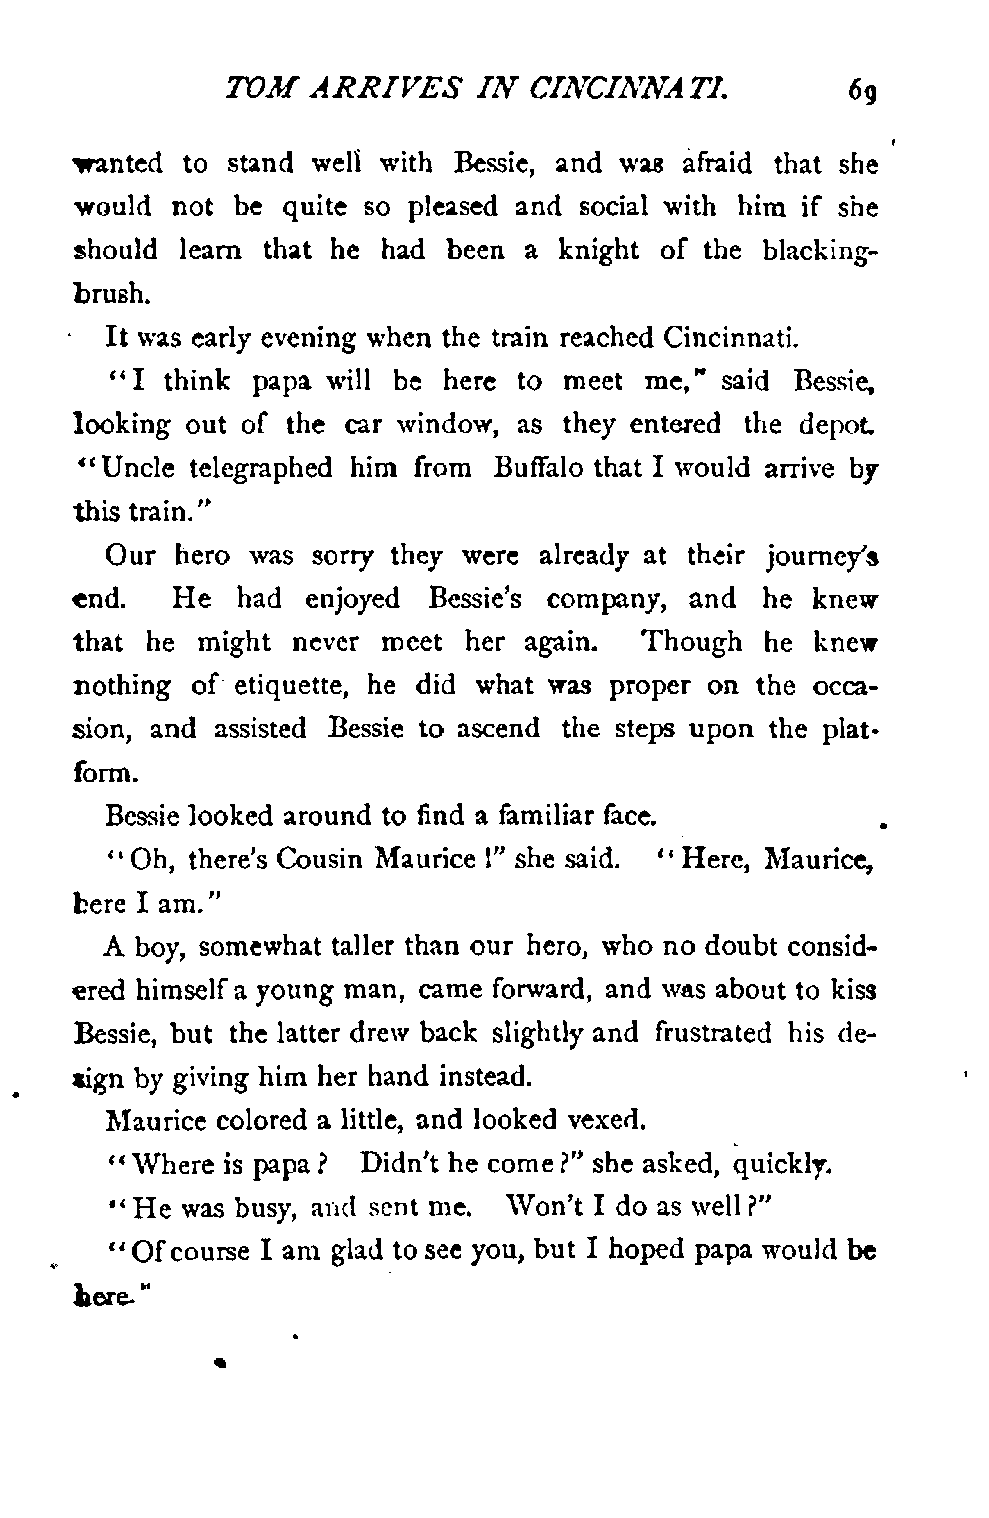 TOM ARRIVES IN CINCINNATI. 69
wanted to stand well with Bessie, and was afraid that she
would not be quite so pleased and social with him if she
should learn that he had been a knight of the blacking-
brush.
It was early evening when the train reached Cincinnati.
"I think papa will be here to meet me," said Bessie,
looking out of the car window, as they entered the depot.
"Uncle telegraphed him from Buffalo that I would arrive by
this train."
Our hero was sorry they were already at their journey's
end. He had enjoyed Bessie's company, and he knew
that he might never meet her again. Though he knew
nothing of etiquette, he did what was proper on the occa-
sion, and assisted Bessie to ascend the steps upon the plat-
form.
Bessie looked around to find a familiar face.
"Oh, there's Cousin Maurice!" she said. "Here, Maurice,
here I am."
A boy, somewhat taller than our hero, who no doubt consid-
ered himself a young man, came forward, and was about to kiss
Bessie, but the latter drew back slightly and frustrated his de-
sign by giving him her hand instead.
Maurice colored a little, and looked vexed.
"Where is papa? Didn't he come?" she asked, quickly.
"He was busy, and sent me. Won't I do as well?"
"Of course I am glad to see you, but I hoped papa would be
here."